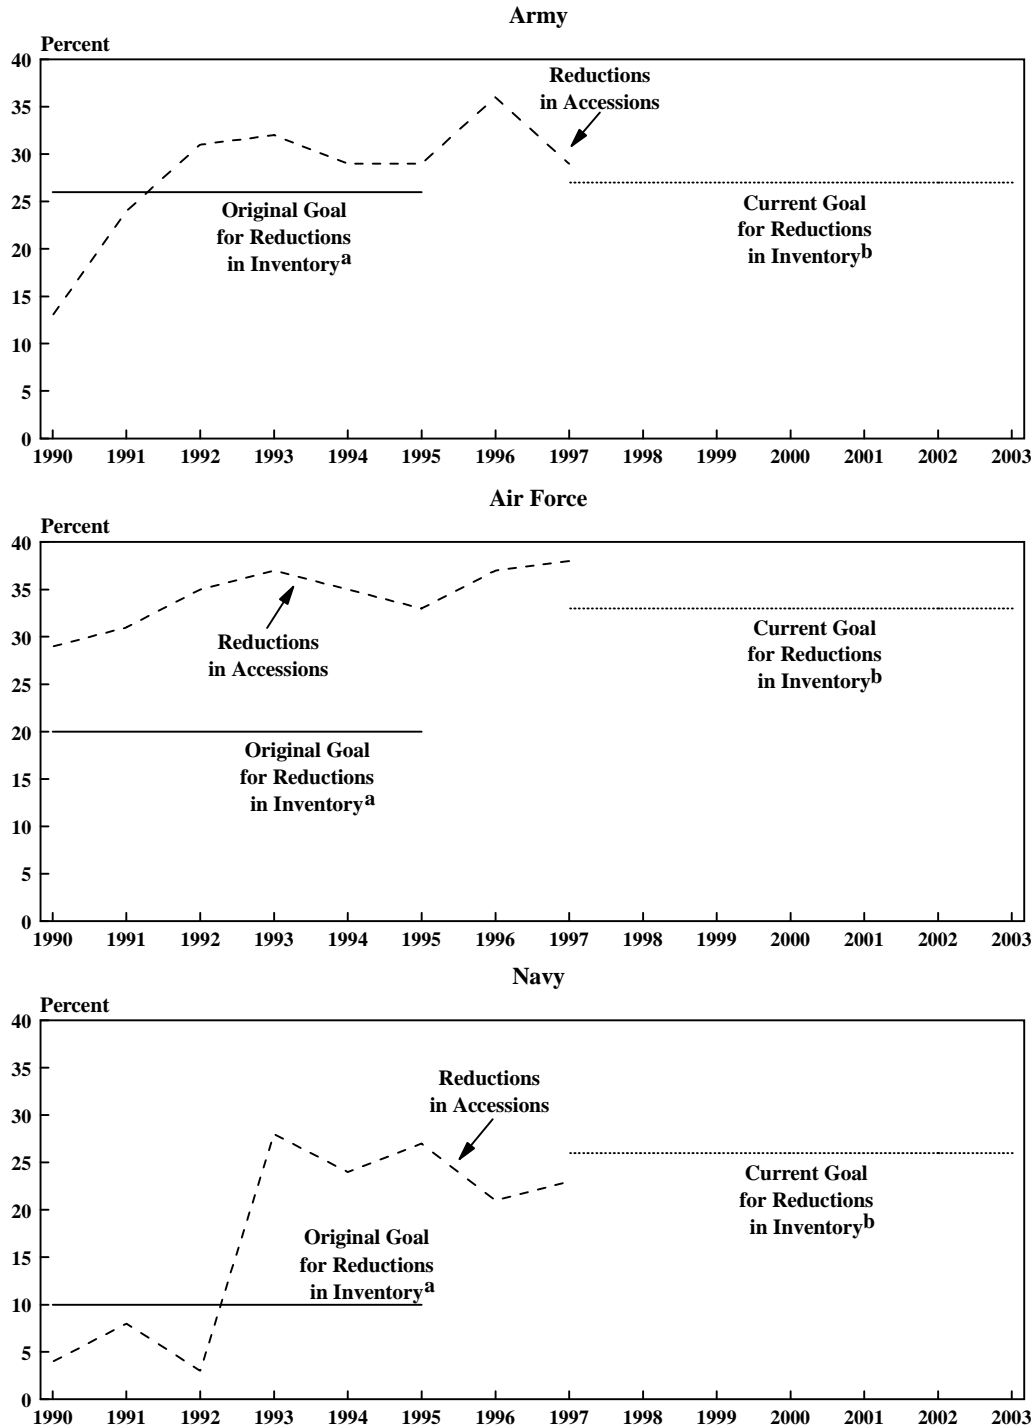 Army
Percent
40
35
30
25
20
15
10
5
0
Reductions
in Accessions
Original Goal
for Reductions
in Inventorya
Current Goal
for Reductions
in Inventoryb
1990 1991 1992 1993 1994 1995 1996 1997 1998 1999 2000 2001 2002 2003
Air Force
Percent
40
35
30
25
20
15
10
5
0
Reductions
in Accessions
Current Goal
for Reductions
in Inventoryb
Original Goal
for Reductions
in Inventorya
1990 1991 1992 1993 1994 1995 1996 1997 1998 1999 2000 2001 2002 2003
Navy
Percent
40
35
30
25
20
15
10
5
0
Reductions
in Accessions
Current Goal
for Reductions
in Inventoryb
Original Goal
for Reductions
in Inventorya
1990 1991 1992 1993 1994 1995 1996 1997 1998 1999 2000 2001 2002 2003